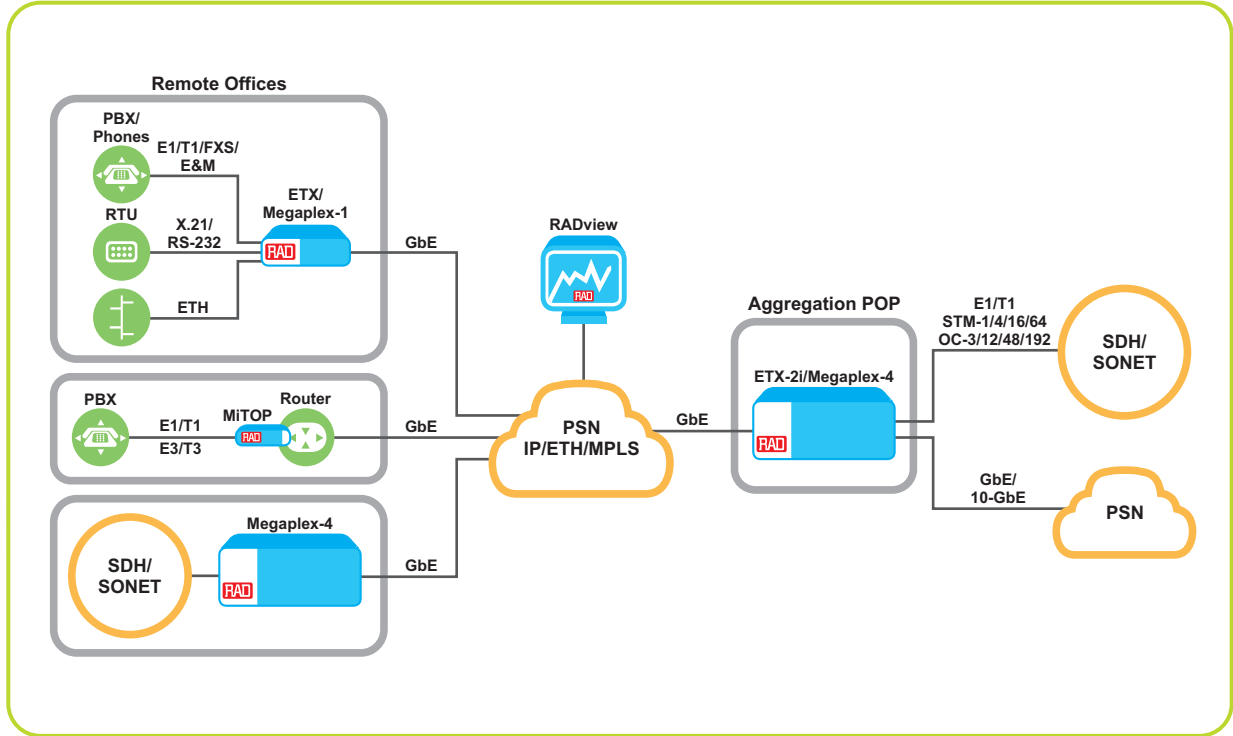 Remote Offices
PBX/
Phones
E1/T1/FXS/
E&M
RTU
X.21/
RS-232
ETH
ETX/
Megaplex-1
RAD
GbE
PBX
E1/T1
E3/T3
MiTOP
RAD
Router
GbE
SDH/
SONET
Megaplex-4
RAD
GbE
RADview
RAD
PSN
IP/ETH/MPLS
GbE
Aggregation POP
ETX-2i/Megaplex-4
RAD
E1/T1
STM-1/4/16/64
OC-3/12/48/192
SDH/
SONET
GbE/
10-GbE
PSN